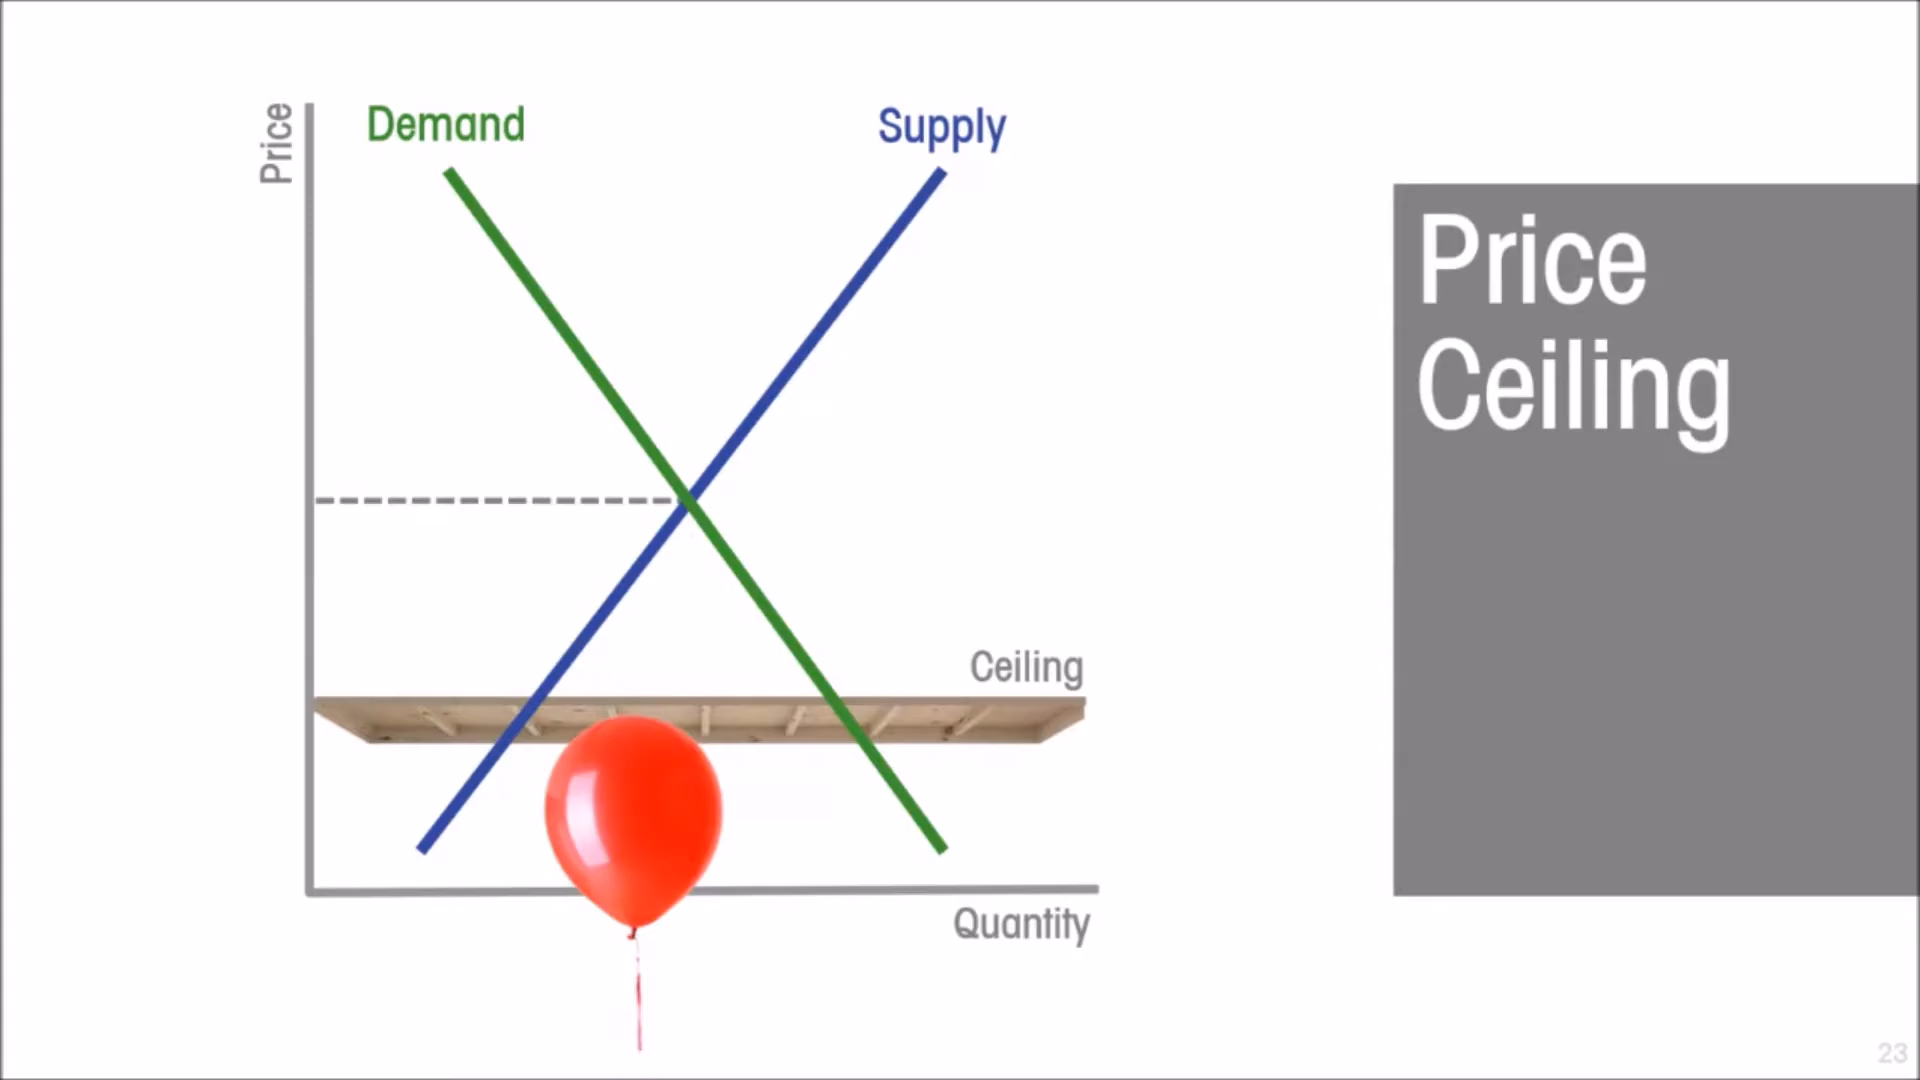 Price
Demand
Supply
Ceiling
Quantity
Price
Ceiling
23